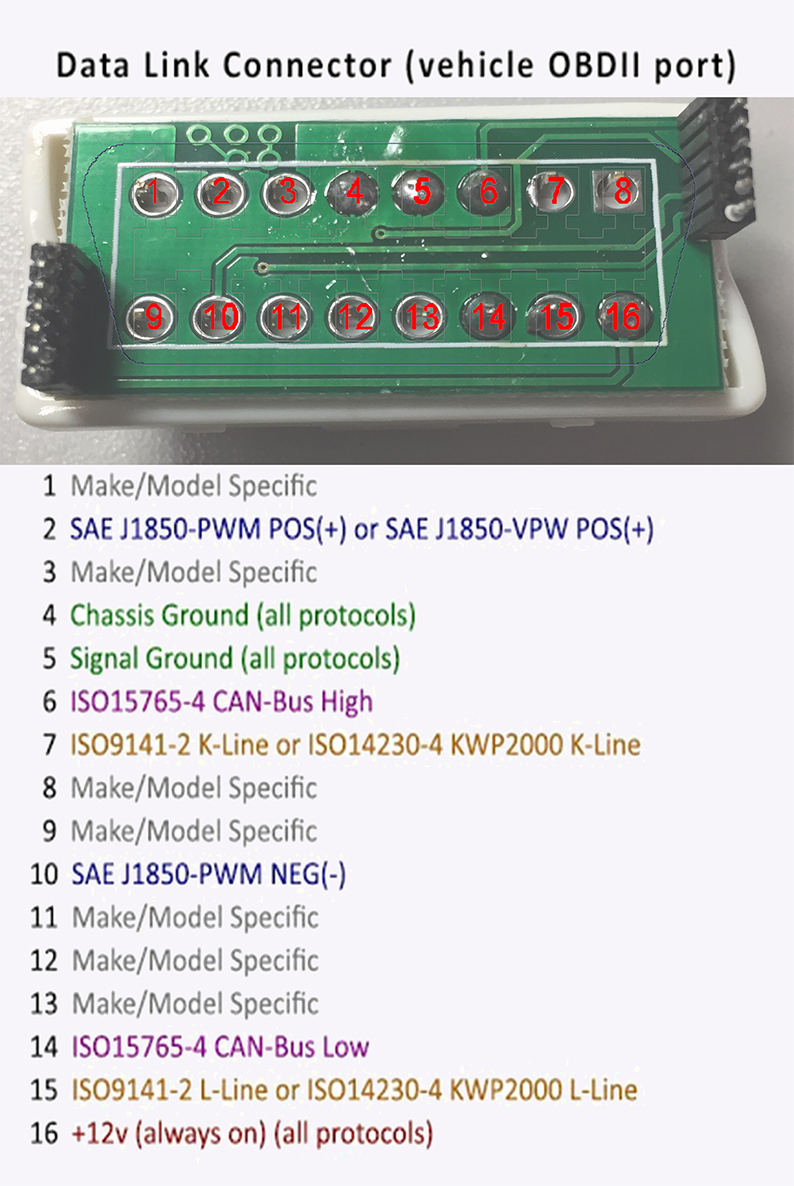 Data Link Connector (vehicle OBDII port)
1 2 3 4 5 6 7 8
9 10 11 12 13 14 15 16
1 Make/Model Specific
2 SAE J1850-PWM POS(+) or SAE J1850-VPW POS(+)
3 Make/Model Specific
4 Chassis Ground (all protocols)
5 Signal Ground (all protocols)
6 ISO15765-4 CAN-Bus High
7 ISO9141-2 K-Line or ISO14230-4 KWP2000 K-Line
8 Make/Model Specific
9 Make/Model Specific
10 SAE J1850-PWM NEG(-)
11 Make/Model Specific
12 Make/Model Specific
13 Make/Model Specific
14 ISO15765-4 CAN-Bus Low
15 ISO9141-2 L-Line or ISO14230-4 KWP2000 L-Line
16 +12v (always on) (all protocols)